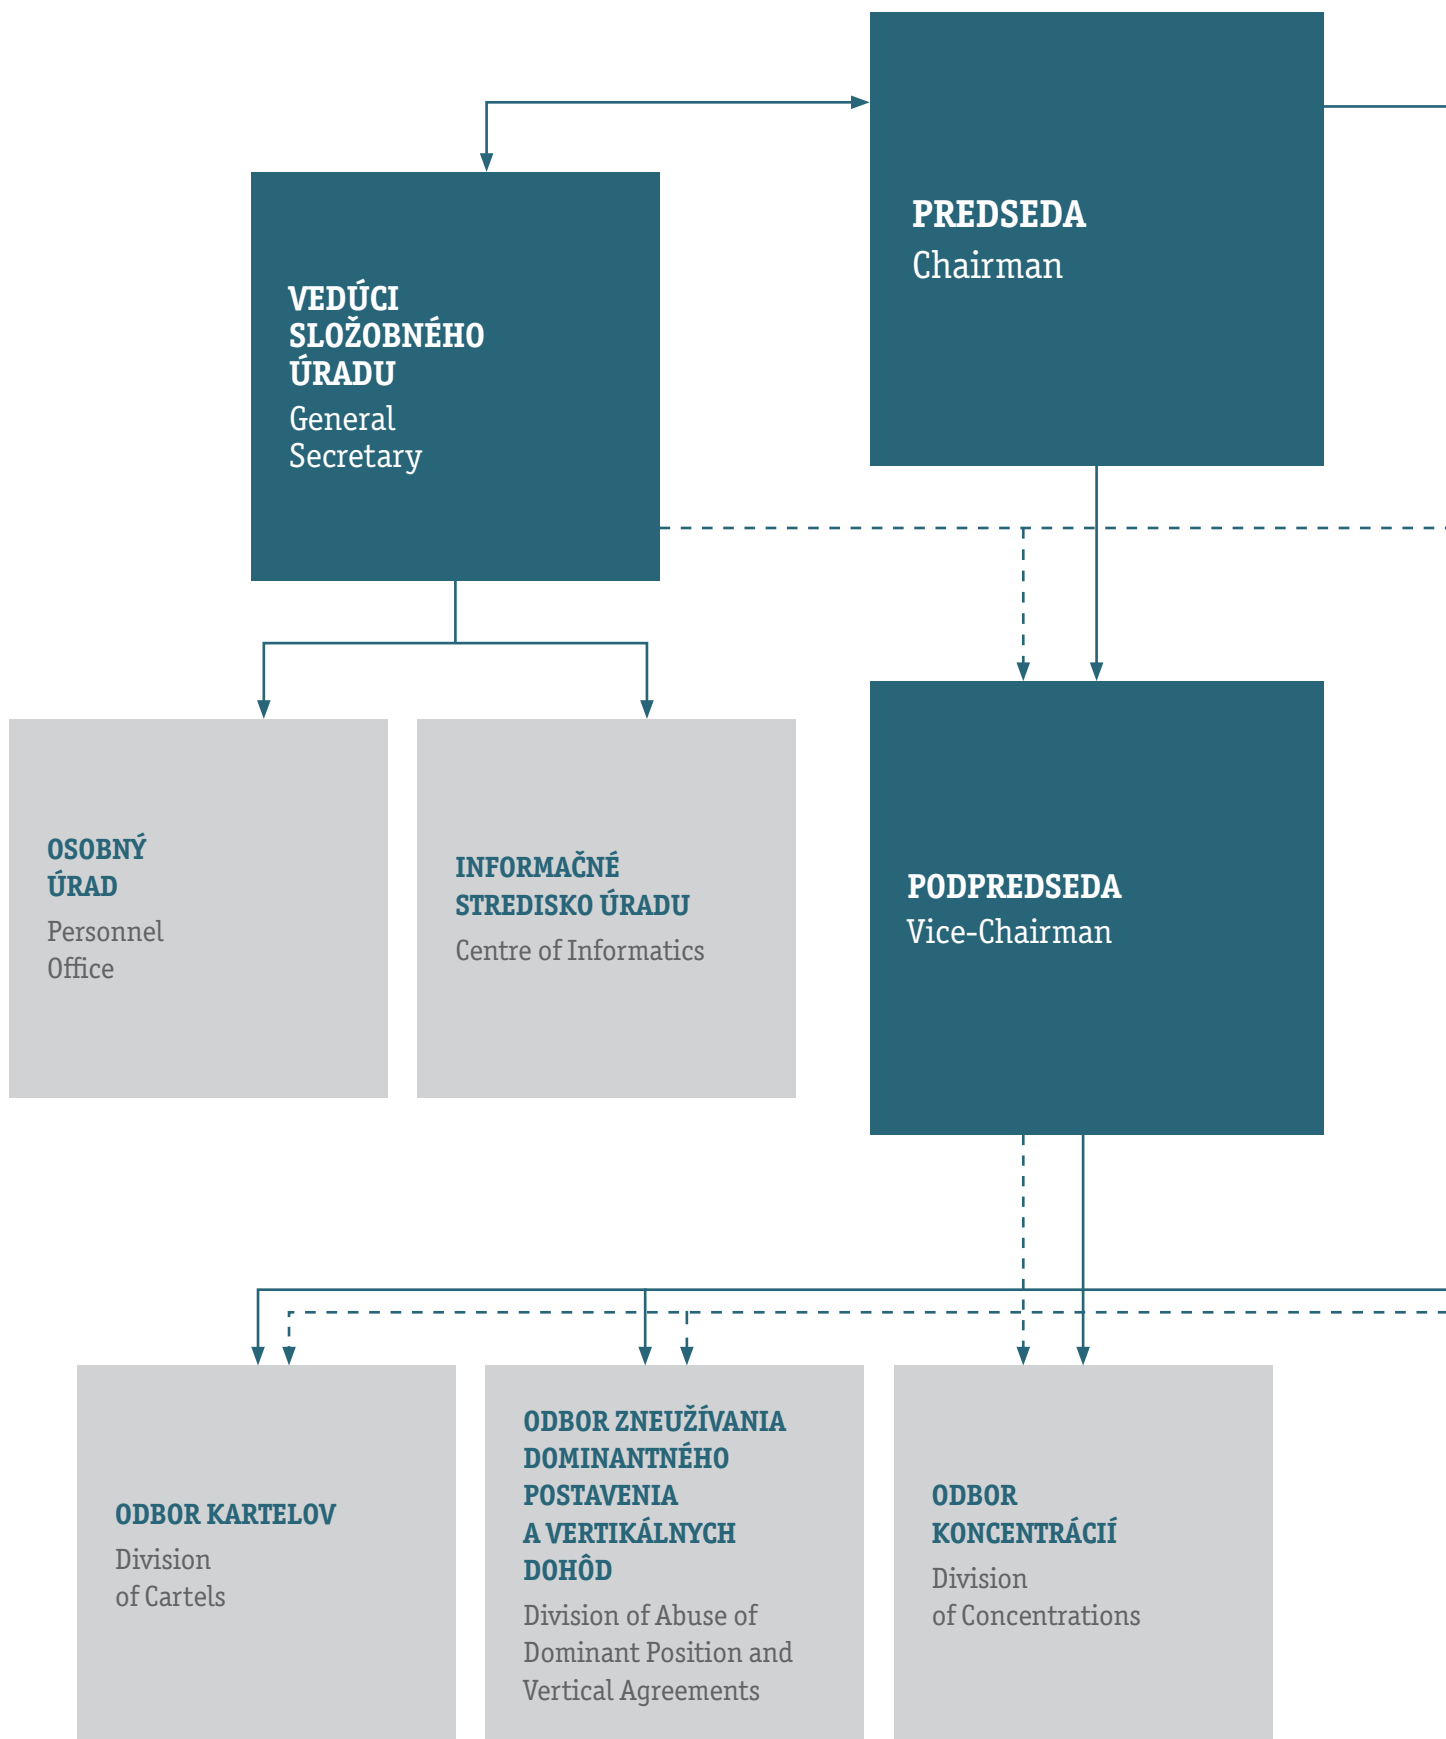 PREDSEDA
Chairman
VEDÚCI
SLOŽOBNÉHO
ÚRADU
General
Secretary
OSOBNÝ
ÚRAD
Personnel
Office
INFORMAČNÉ
STREDISKO ÚRADU
Centre of Informatics
PODPREDSEDA
Vice-Chairman
ODBOR KARTELOV
Division
of Cartels
ODBOR ZNEUŽÍVANIA
DOMINANTNÉHO
POSTAVENIA
A VERTIKÁLNYCH
DOHÔD
Division of Abuse of
Dominant Position and
Vertical Agreements
ODBOR
KONCENTRÁCIÍ
Division
of Concentrations